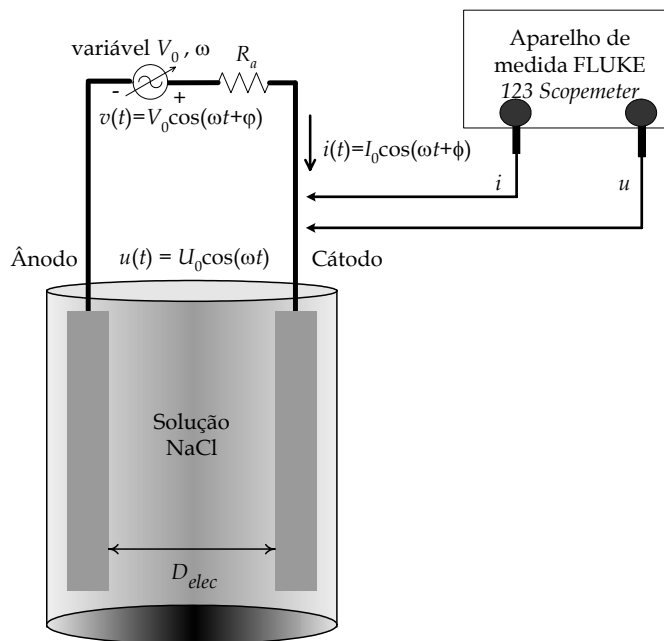 variável V₀ , ω
Rₐ
- +
v(t)=V₀cos(ωt+φ)
i(t)=I₀cos(ωt+ϕ)
Aparelho de
medida FLUKE
123 Scopemeter
i
u
Ânodo
u(t) = U₀cos(ωt)
Cátodo
Solução
NaCl
D_elec